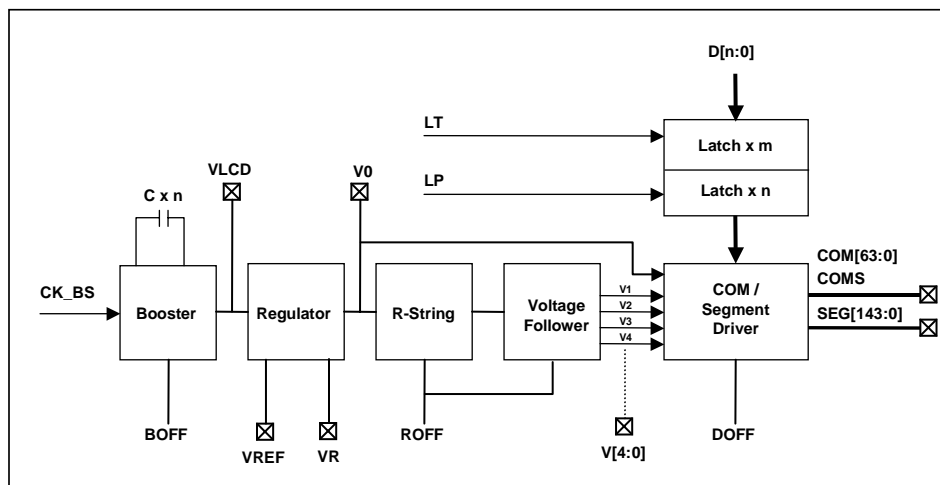 D[n:0]
LT
Latch x m
VLCD
V0
LP
Latch x n
C x n
COM[63:0]
COMS
SEG[143:0]
CK_BS
Booster
Regulator
R-String
Voltage
Follower
V1
V2
V3
V4
COM /
Segment
Driver
BOFF
VREF
VR
ROFF
V[4:0]
DOFF